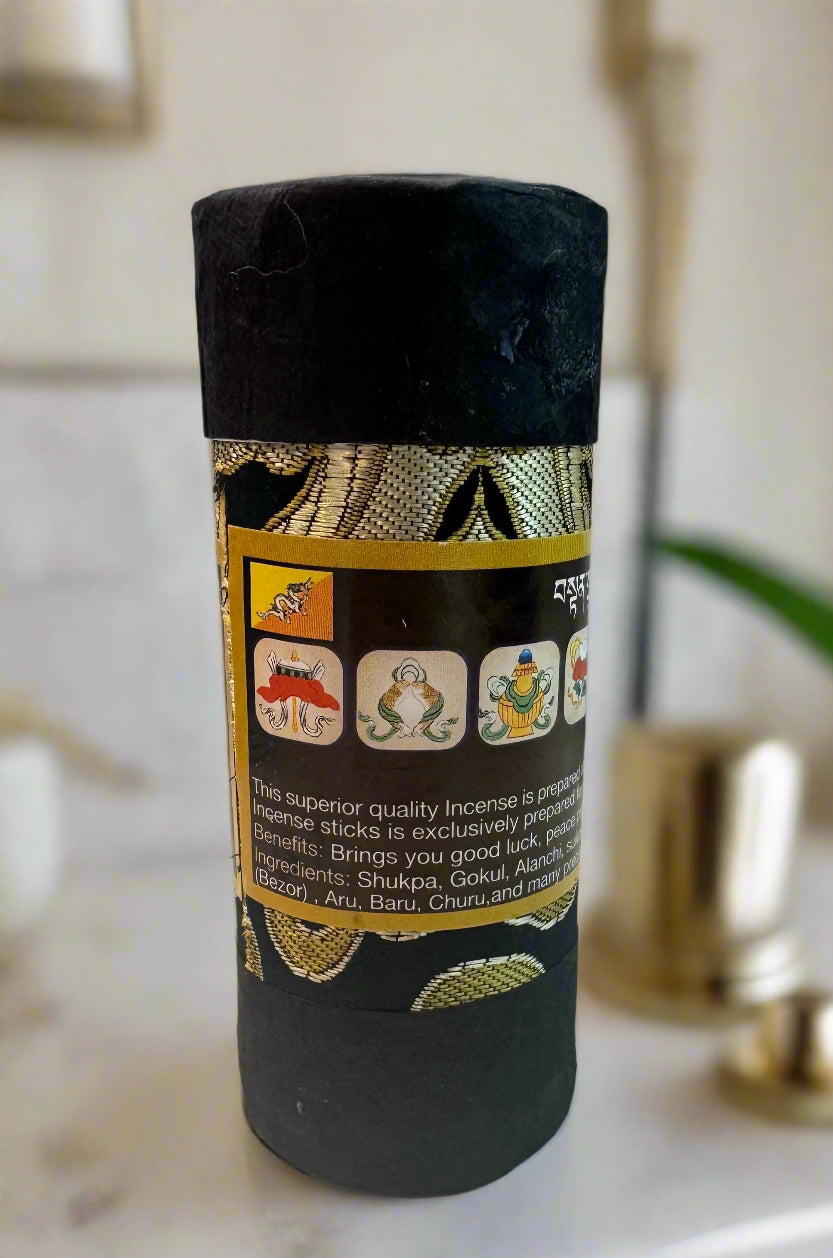 བསྟན
This superior quality Incense is prepared
Incense sticks is exclusively prepared
Benefits: Brings you good luck, peace
Ingredients: Shukpa, Gokul, Alanchi,
(Bezor) , Aru, Baru, Churu,and many